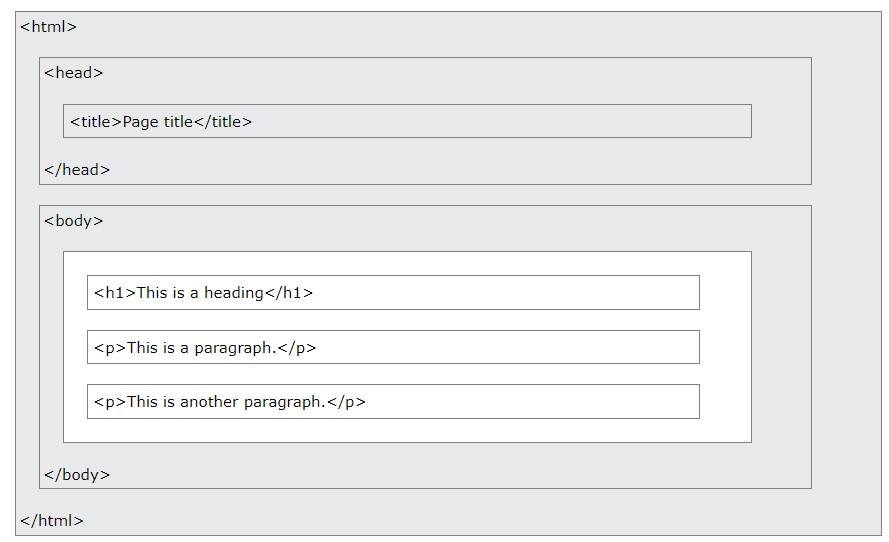 <html>
<head>
<title>Page title</title>
</head>
<body>
<h1>This is a heading</h1>
<p>This is a paragraph.</p>
<p>This is another paragraph.</p>
</body>
</html>